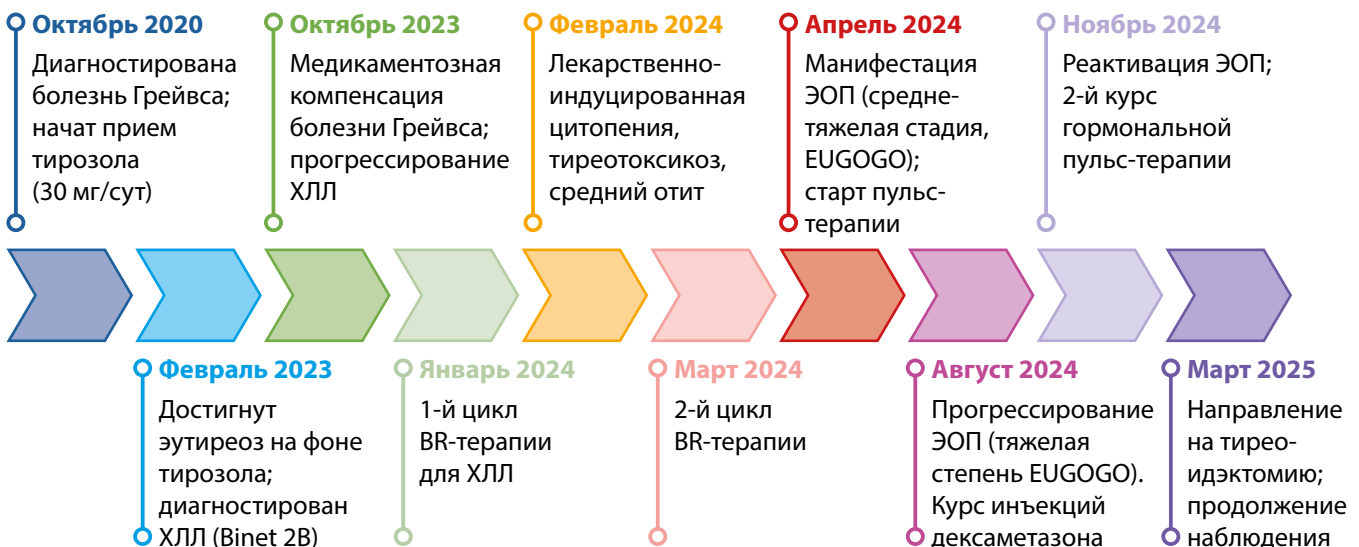 Октябрь 2020
Диагностирована
болезнь Грейвса;
начат прием
тирозола
(30 мг/сут)
Февраль 2023
Достигнут
эутиреоз на фоне
тирозола;
диагностирован
ХЛЛ (Binet 2B)
Октябрь 2023
Медикаментозная
компенсация
болезни Грейвса;
прогрессирование
ХЛЛ
Январь 2024
1-й цикл
BR-терапии
для ХЛЛ
Февраль 2024
Лекарственно-
индуцированная
цитопения,
тиреотоксикоз,
средний отит
Март 2024
2-й цикл
BR-терапии
Апрель 2024
Манифестация
ЭОП (средне-
тяжелая стадия,
EUGOGO);
старт пульс-
терапии
Август 2024
Прогрессирование
ЭОП (тяжелая
степень EUGOGO).
Курс инъекций
дексаметазона
Ноябрь 2024
Реактивация ЭОП;
2-й курс
гормональной
пульс-терапии
Март 2025
Направление
на тирео-
идэктомию;
продолжение
наблюдения